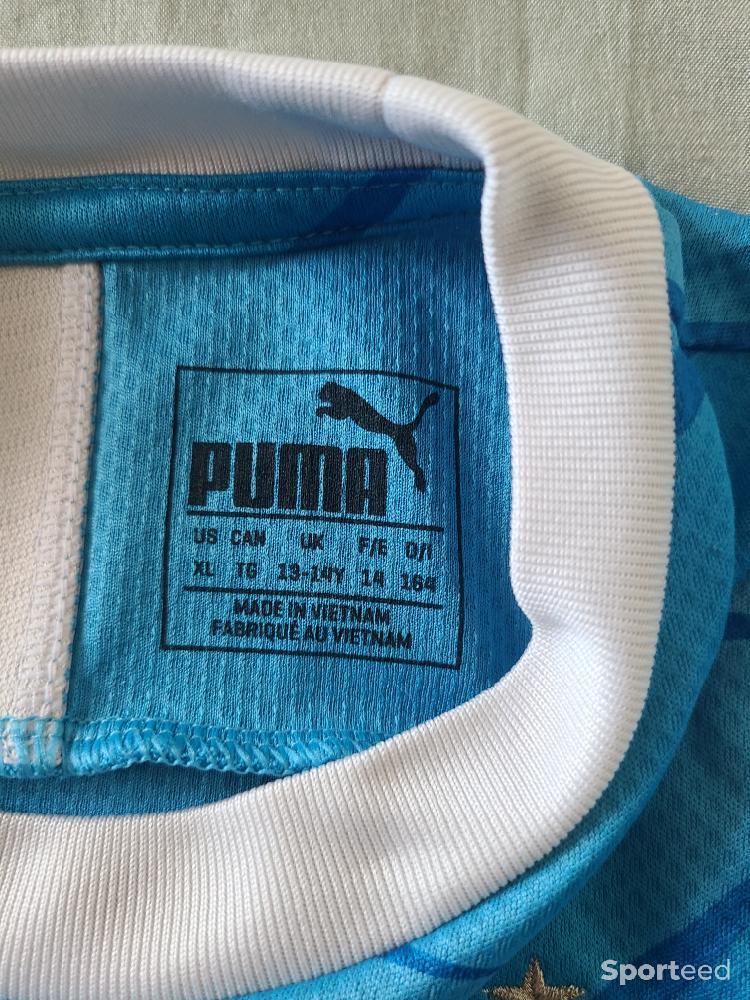 PUMA
US CAN UK F/E D/I
XL TG 13-14Y 14 164
MADE IN VIETNAM
FABRIQUÉ AU VIETNAM
Sporteed